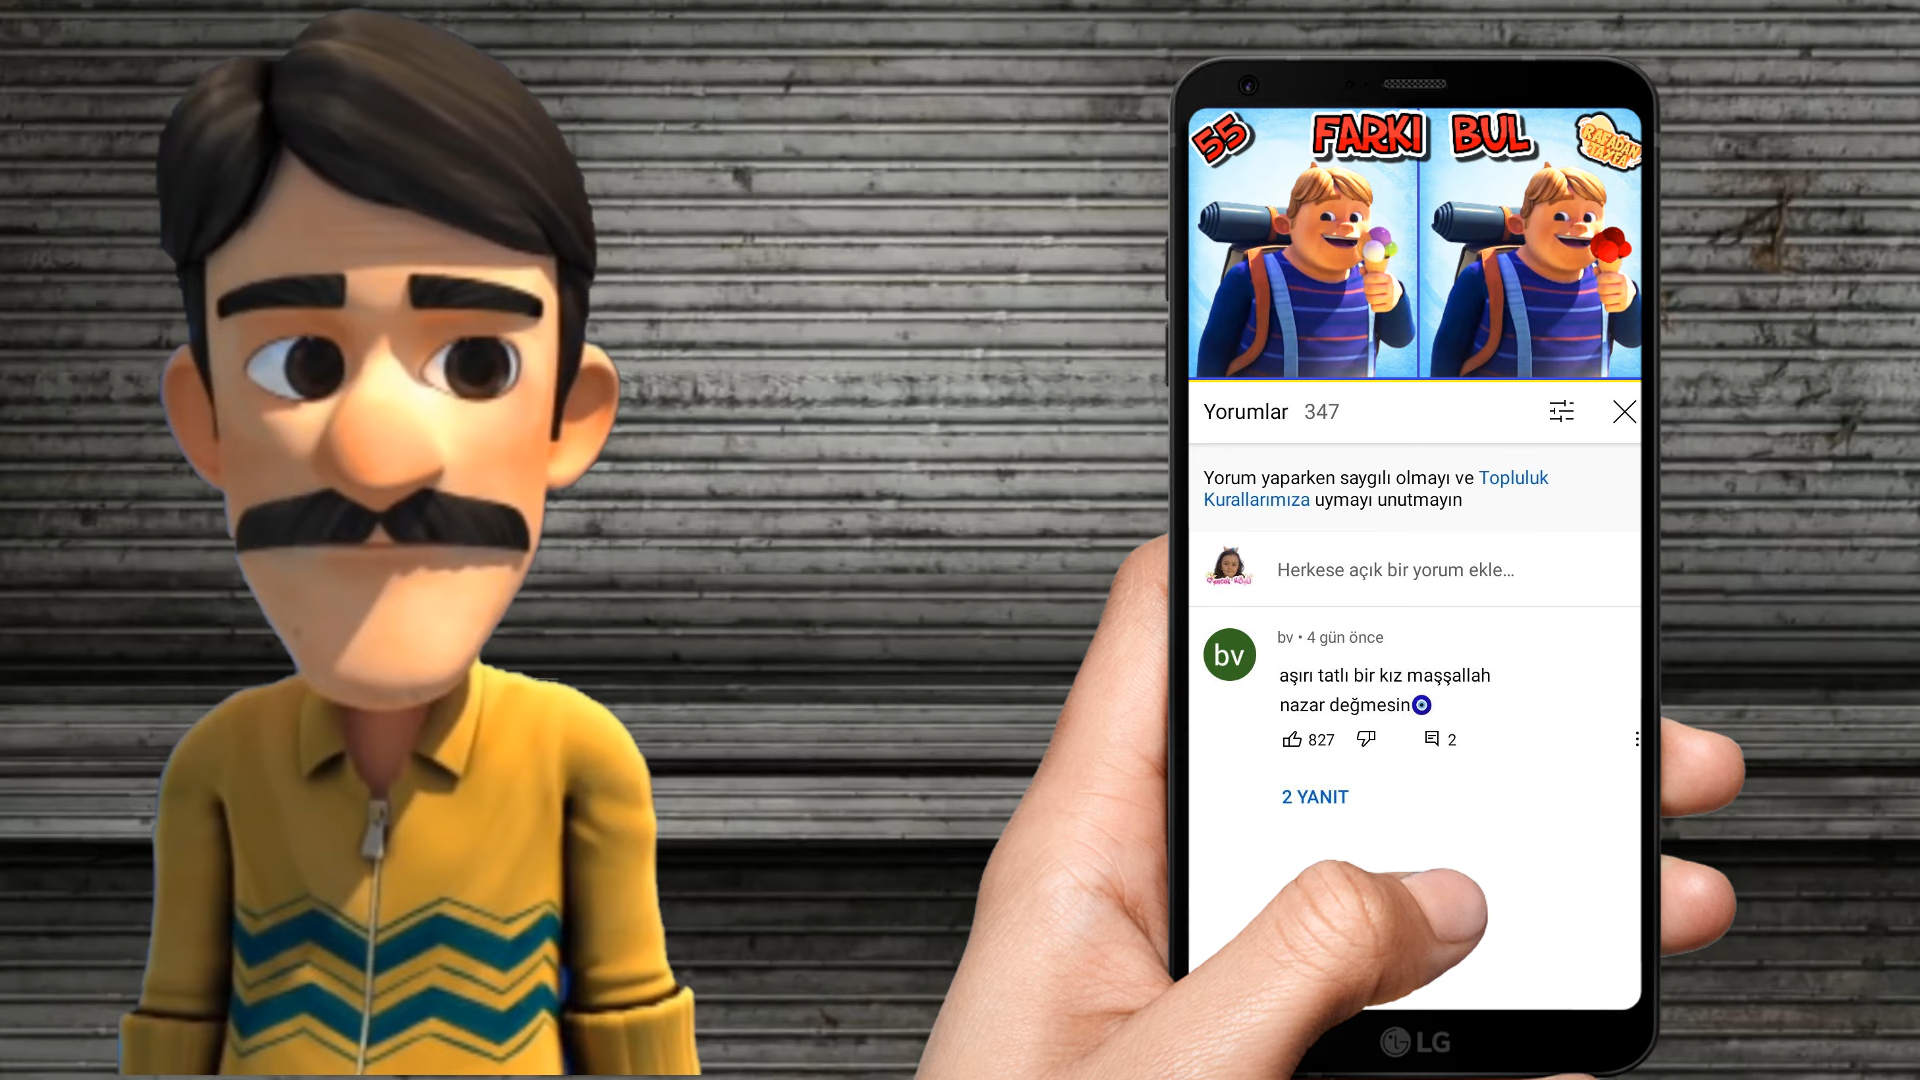 55 FARKI BUL RAFADAN
TAYFA
Yorumlar 347
Yorum yaparken saygılı olmayı ve Topluluk
Kurallarımıza uymayı unutmayın
Herkese açık bir yorum ekle...
bv • 4 gün önce
bv
aşırı tatlı bir kız maşşallah
nazar değmesin🧿
827 2
2 YANIT
LG